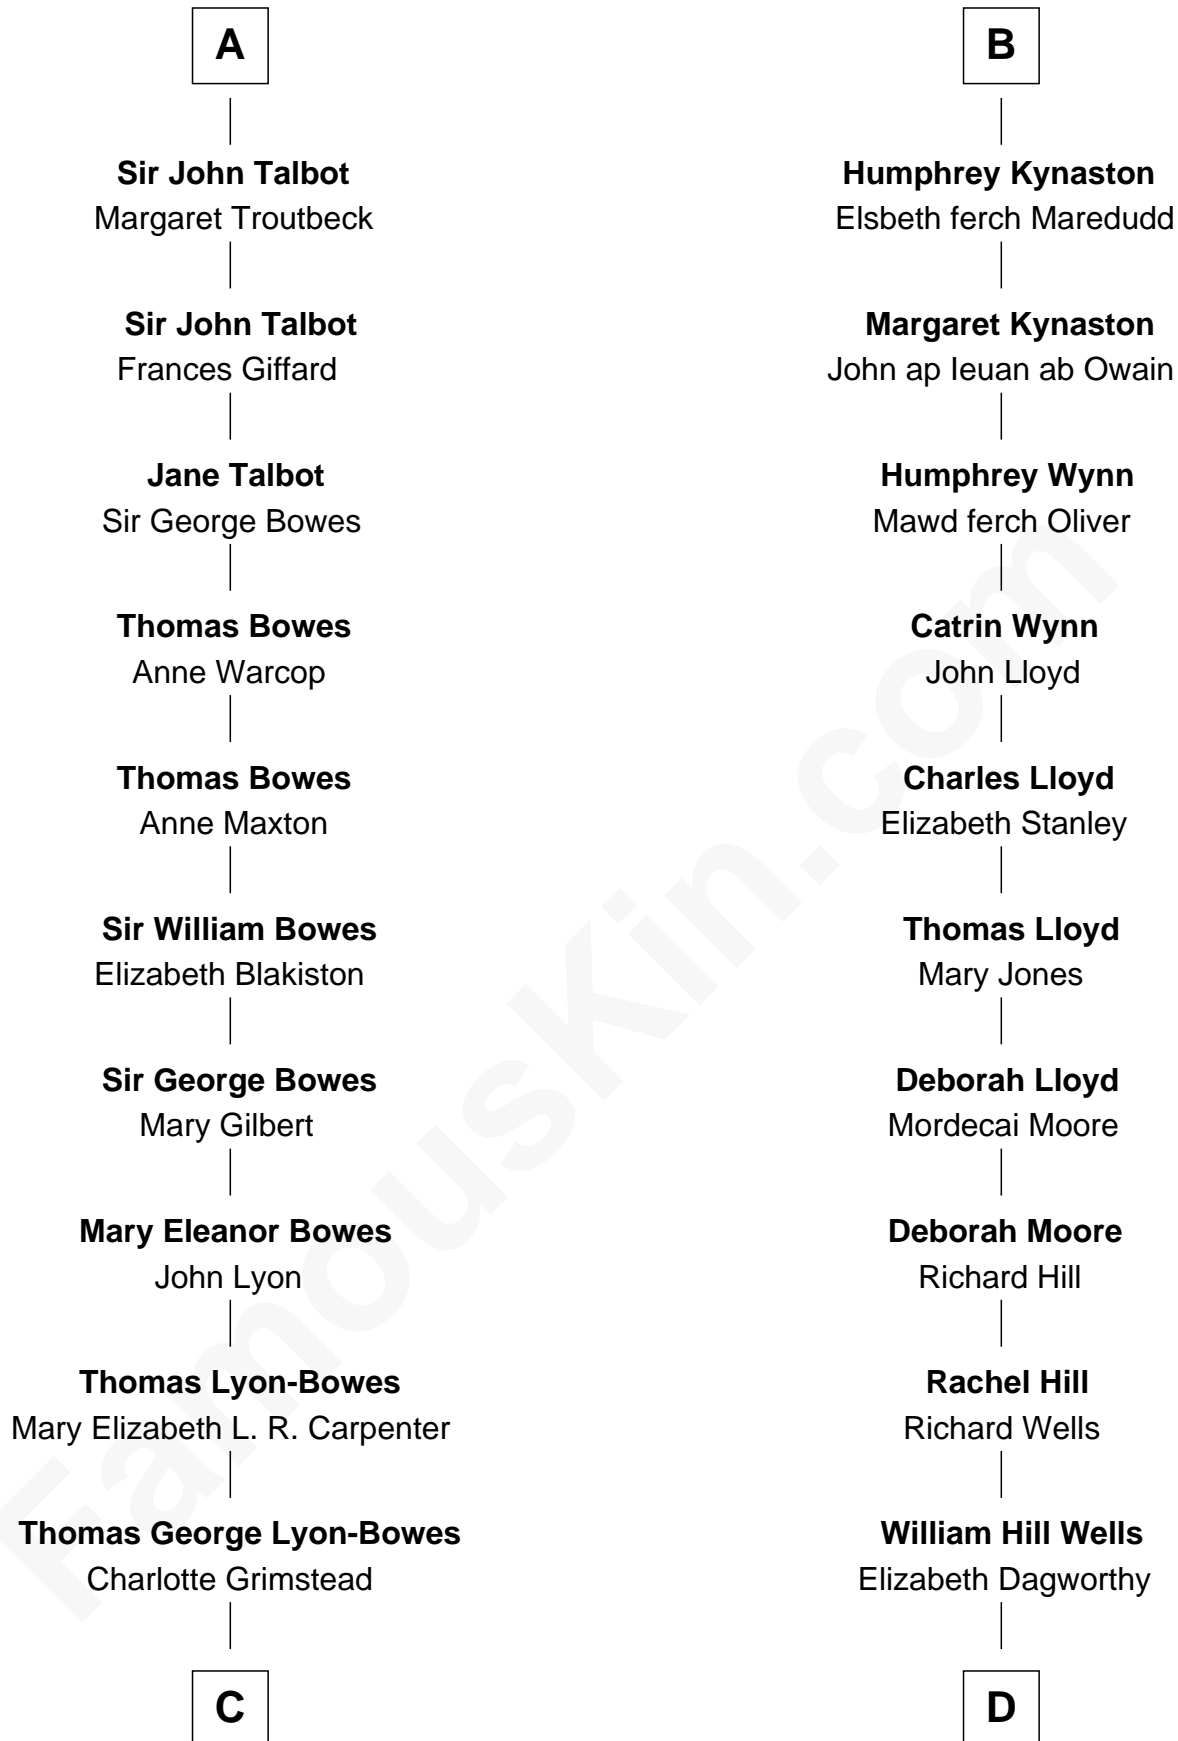 A
Sir John Talbot
Margaret Troutbeck
Sir John Talbot
Frances Giffard
Jane Talbot
Sir George Bowes
Thomas Bowes
Anne Warcop
Thomas Bowes
Anne Maxton
Sir William Bowes
Elizabeth Blakiston
Sir George Bowes
Mary Gilbert
Mary Eleanor Bowes
John Lyon
Thomas Lyon-Bowes
Mary Elizabeth L. R. Carpenter
Thomas George Lyon-Bowes
Charlotte Grimstead
C
B
Humphrey Kynaston
Elsbeth ferch Maredudd
Margaret Kynaston
John ap Ieuan ab Owain
Humphrey Wynn
Mawd ferch Oliver
Catrin Wynn
John Lloyd
Charles Lloyd
Elizabeth Stanley
Thomas Lloyd
Mary Jones
Deborah Lloyd
Mordecai Moore
Deborah Moore
Richard Hill
Rachel Hill
Richard Wells
William Hill Wells
Elizabeth Dagworthy
D
FamousKin.com